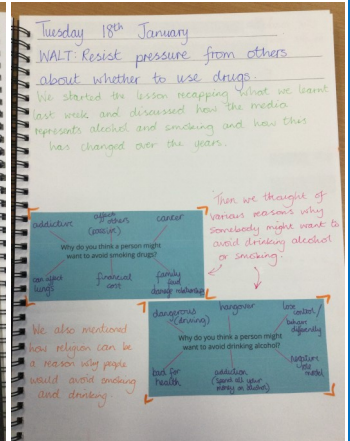 Tuesday 18th January
WALT: Resist pressure from others
about whether to use drugs.
We started the lesson recapping what we learnt
last week and discussed how the media
represents alcohol and smoking and how this
has changed over the years.
Then we thought of
various reasons why
somebody might want to
avoid drinking alcohol
or smoking.
addictive
affects
others
(passive)
cancer
Why do you think a person might
want to avoid smoking drugs?
can affect
lungs
financial
cost
family
feud
damage relationships
dangerous
(driving)
hangover
lose
control/
behave
differently
Why do you think a person might
want to avoid drinking alcohol?
bad for
health
addiction
(spend all your
money on alcohol)
Negative
role
model
We also mentioned
how religion can be
a reason why people
would avoid smoking
and drinking.